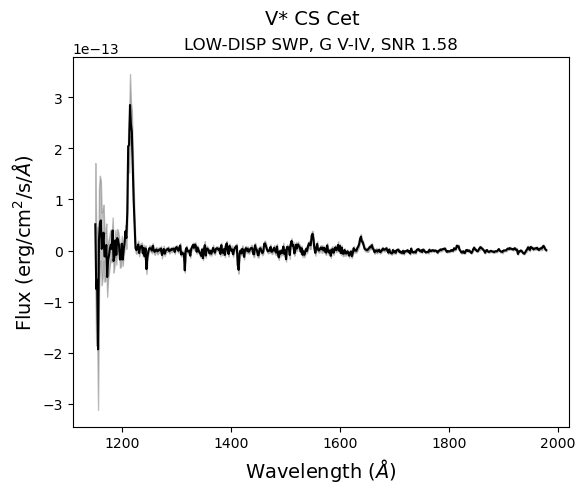 V* CS Cet
LOW-DISP SWP, G V-IV, SNR 1.58
1e−13
3
2
1
0
−1
−2
−3
Flux (erg/cm²/s/Å)
1200 1400 1600 1800 2000
Wavelength (Å)